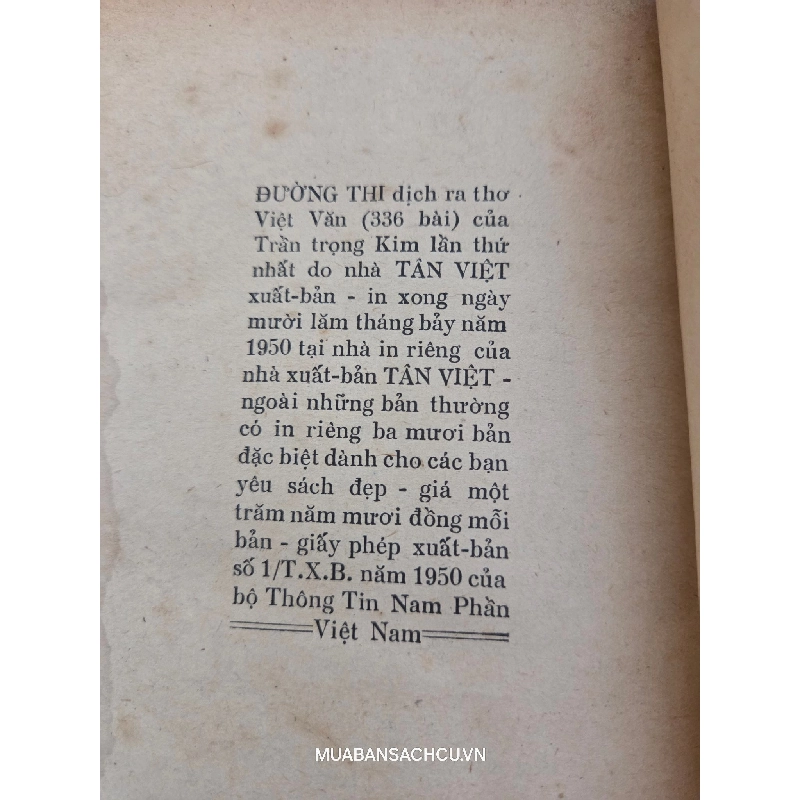 ĐƯỜNG THI dịch ra thơ
Việt Văn (336 bài) của
Trần trọng Kim lần thứ
nhất do nhà TÂN VIỆT
xuất-bản - in xong ngày
mười lăm tháng bảy năm
1950 tại nhà in riêng của
nhà xuất-bản TÂN VIỆT -
ngoài những bản thường
có in riêng ba mươi bản
đặc biệt dành cho các bạn
yêu sách đẹp - giá một
trăm năm mươi đồng mỗi
bản - giấy phép xuất-bản
số 1/T.X.B. năm 1950 của
bộ Thông Tin Nam Phần
Việt Nam
MUABANSACHCU.VN